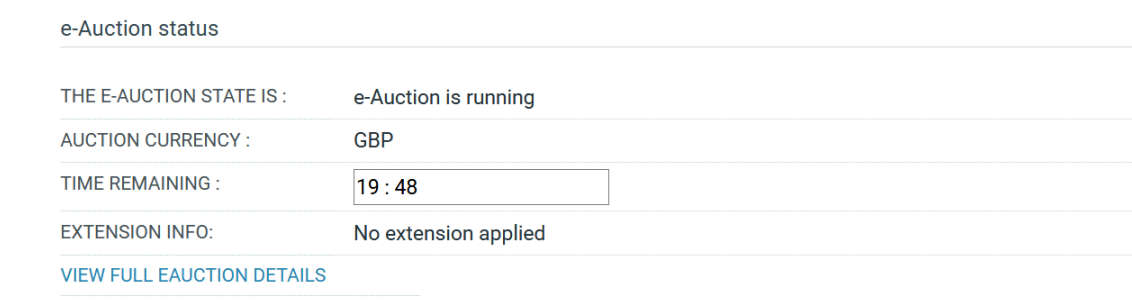 e-Auction status
THE E-AUCTION STATE IS : e-Auction is running
AUCTION CURRENCY : GBP
TIME REMAINING : 19 : 48
EXTENSION INFO: No extension applied
VIEW FULL EAUCTION DETAILS